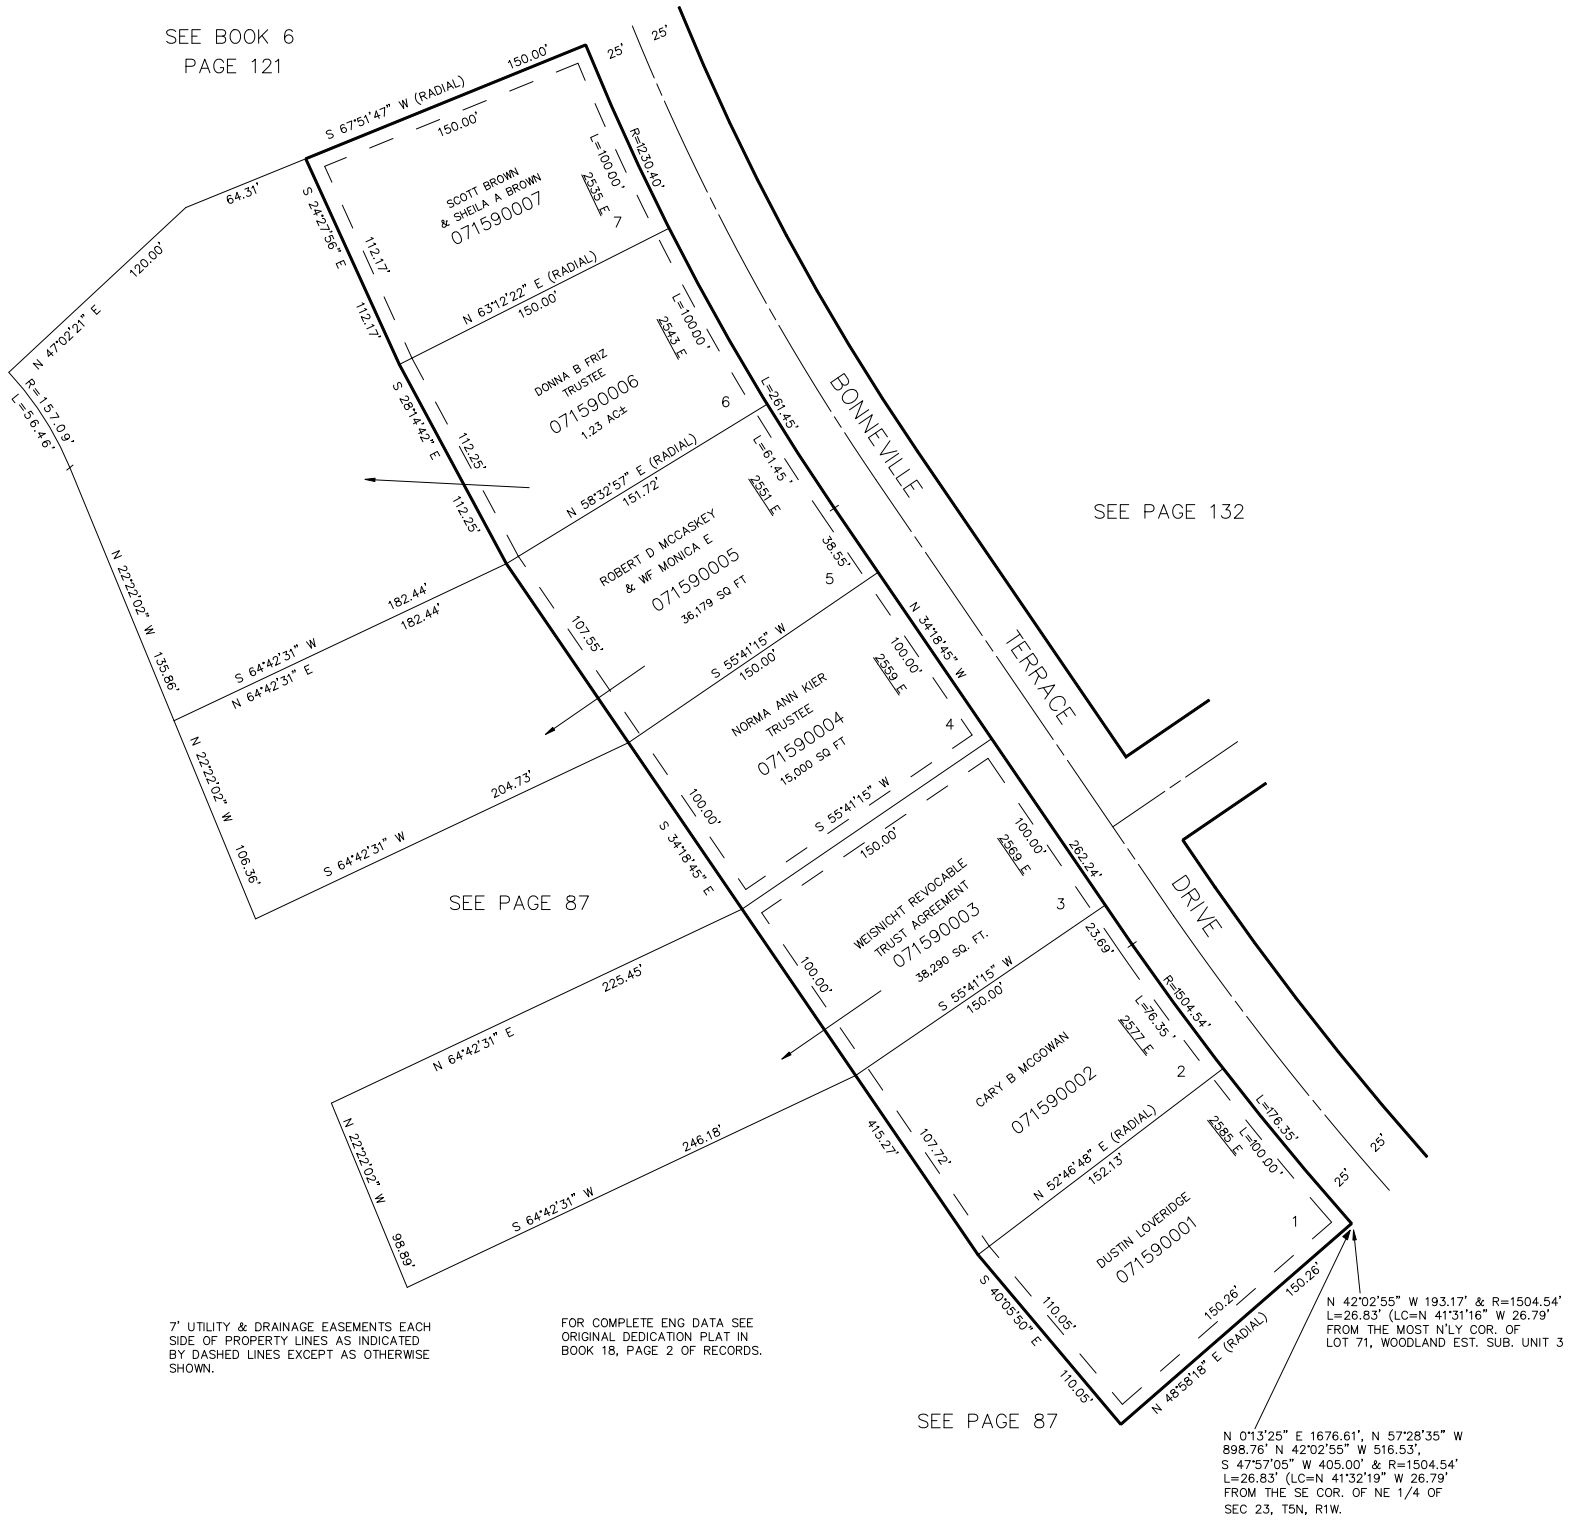 SEE BOOK 6
PAGE 121
S 67°51'47" W (RADIAL)
150.00'
25'
25'
150.00'
64.31'
120.00'
N 47°02'21" E
R=157.09'
L=56.46'
S 24°27'56" E
112.17'
112.17'
SCOTT BROWN
& SHEILA A BROWN
071590007
L=100.00'
2535 E
7
R=1230.40'
N 63°12'22" E (RADIAL)
150.00'
S 28°14'42" E
112.25'
112.25'
DONNA B FRIZ
TRUSTEE
071590006
1.23 AC±
L=100.00'
2543 E
6
L=261.45'
N 58°32'57" E (RADIAL)
151.72'
BONNEVILLE
TERRACE
DRIVE
SEE PAGE 132
N 22°22'02" W
135.86'
S 64°42'31" W
182.44'
N 64°42'31" E
182.44'
ROBERT D MCCASKEY
& WF MONICA E
071590005
36,179 SQ FT
L=61.45'
2551 E
38.55'
5
107.55'
S 55°41'15" W
150.00'
N 34°18'45" W
N 22°22'02" W
106.36'
S 64°42'31" W
204.73'
NORMA ANN KIER
TRUSTEE
071590004
15,000 SQ FT
100.00'
2559 E
4
100.00'
S 55°41'15" W
150.00'
S 34°18'45" E
SEE PAGE 87
WEISNICHT REVOCABLE
TRUST AGREEMENT
071590003
38,290 SQ. FT.
100.00'
2569 E
3
262.24'
100.00'
S 55°41'15" W
150.00'
N 64°42'31" E
225.45'
N 22°22'02" W
98.89'
S 64°42'31" W
246.18'
415.27'
23.69'
R=1504.54'
L=76.35'
2577 E
2
CARY B MCGOWAN
071590002
107.72'
N 52°46'48" E (RADIAL)
152.13'
L=176.35'
2585 E
L=100.00'
1
DUSTIN LOVERIDGE
071590001
25'
25'
S 40°05'50" E
110.05'
110.05'
150.26'
150.26'
N 48°58'18" E (RADIAL)
N 42°02'55" W 193.17' & R=1504.54'
L=26.83' (LC=N 41°31'16" W 26.79'
FROM THE MOST N'LY COR. OF
LOT 71, WOODLAND EST. SUB. UNIT 3
7' UTILITY & DRAINAGE EASEMENTS EACH
SIDE OF PROPERTY LINES AS INDICATED
BY DASHED LINES EXCEPT AS OTHERWISE
SHOWN.
FOR COMPLETE ENG DATA SEE
ORIGINAL DEDICATION PLAT IN
BOOK 18, PAGE 2 OF RECORDS.
SEE PAGE 87
N 0°13'25" E 1676.61', N 57°28'35" W
898.76' N 42°02'55" W 516.53',
S 47°57'05" W 405.00' & R=1504.54'
L=26.83' (LC=N 41°32'19" W 26.79'
FROM THE SE COR. OF NE 1/4 OF
SEC 23, T5N, R1W.